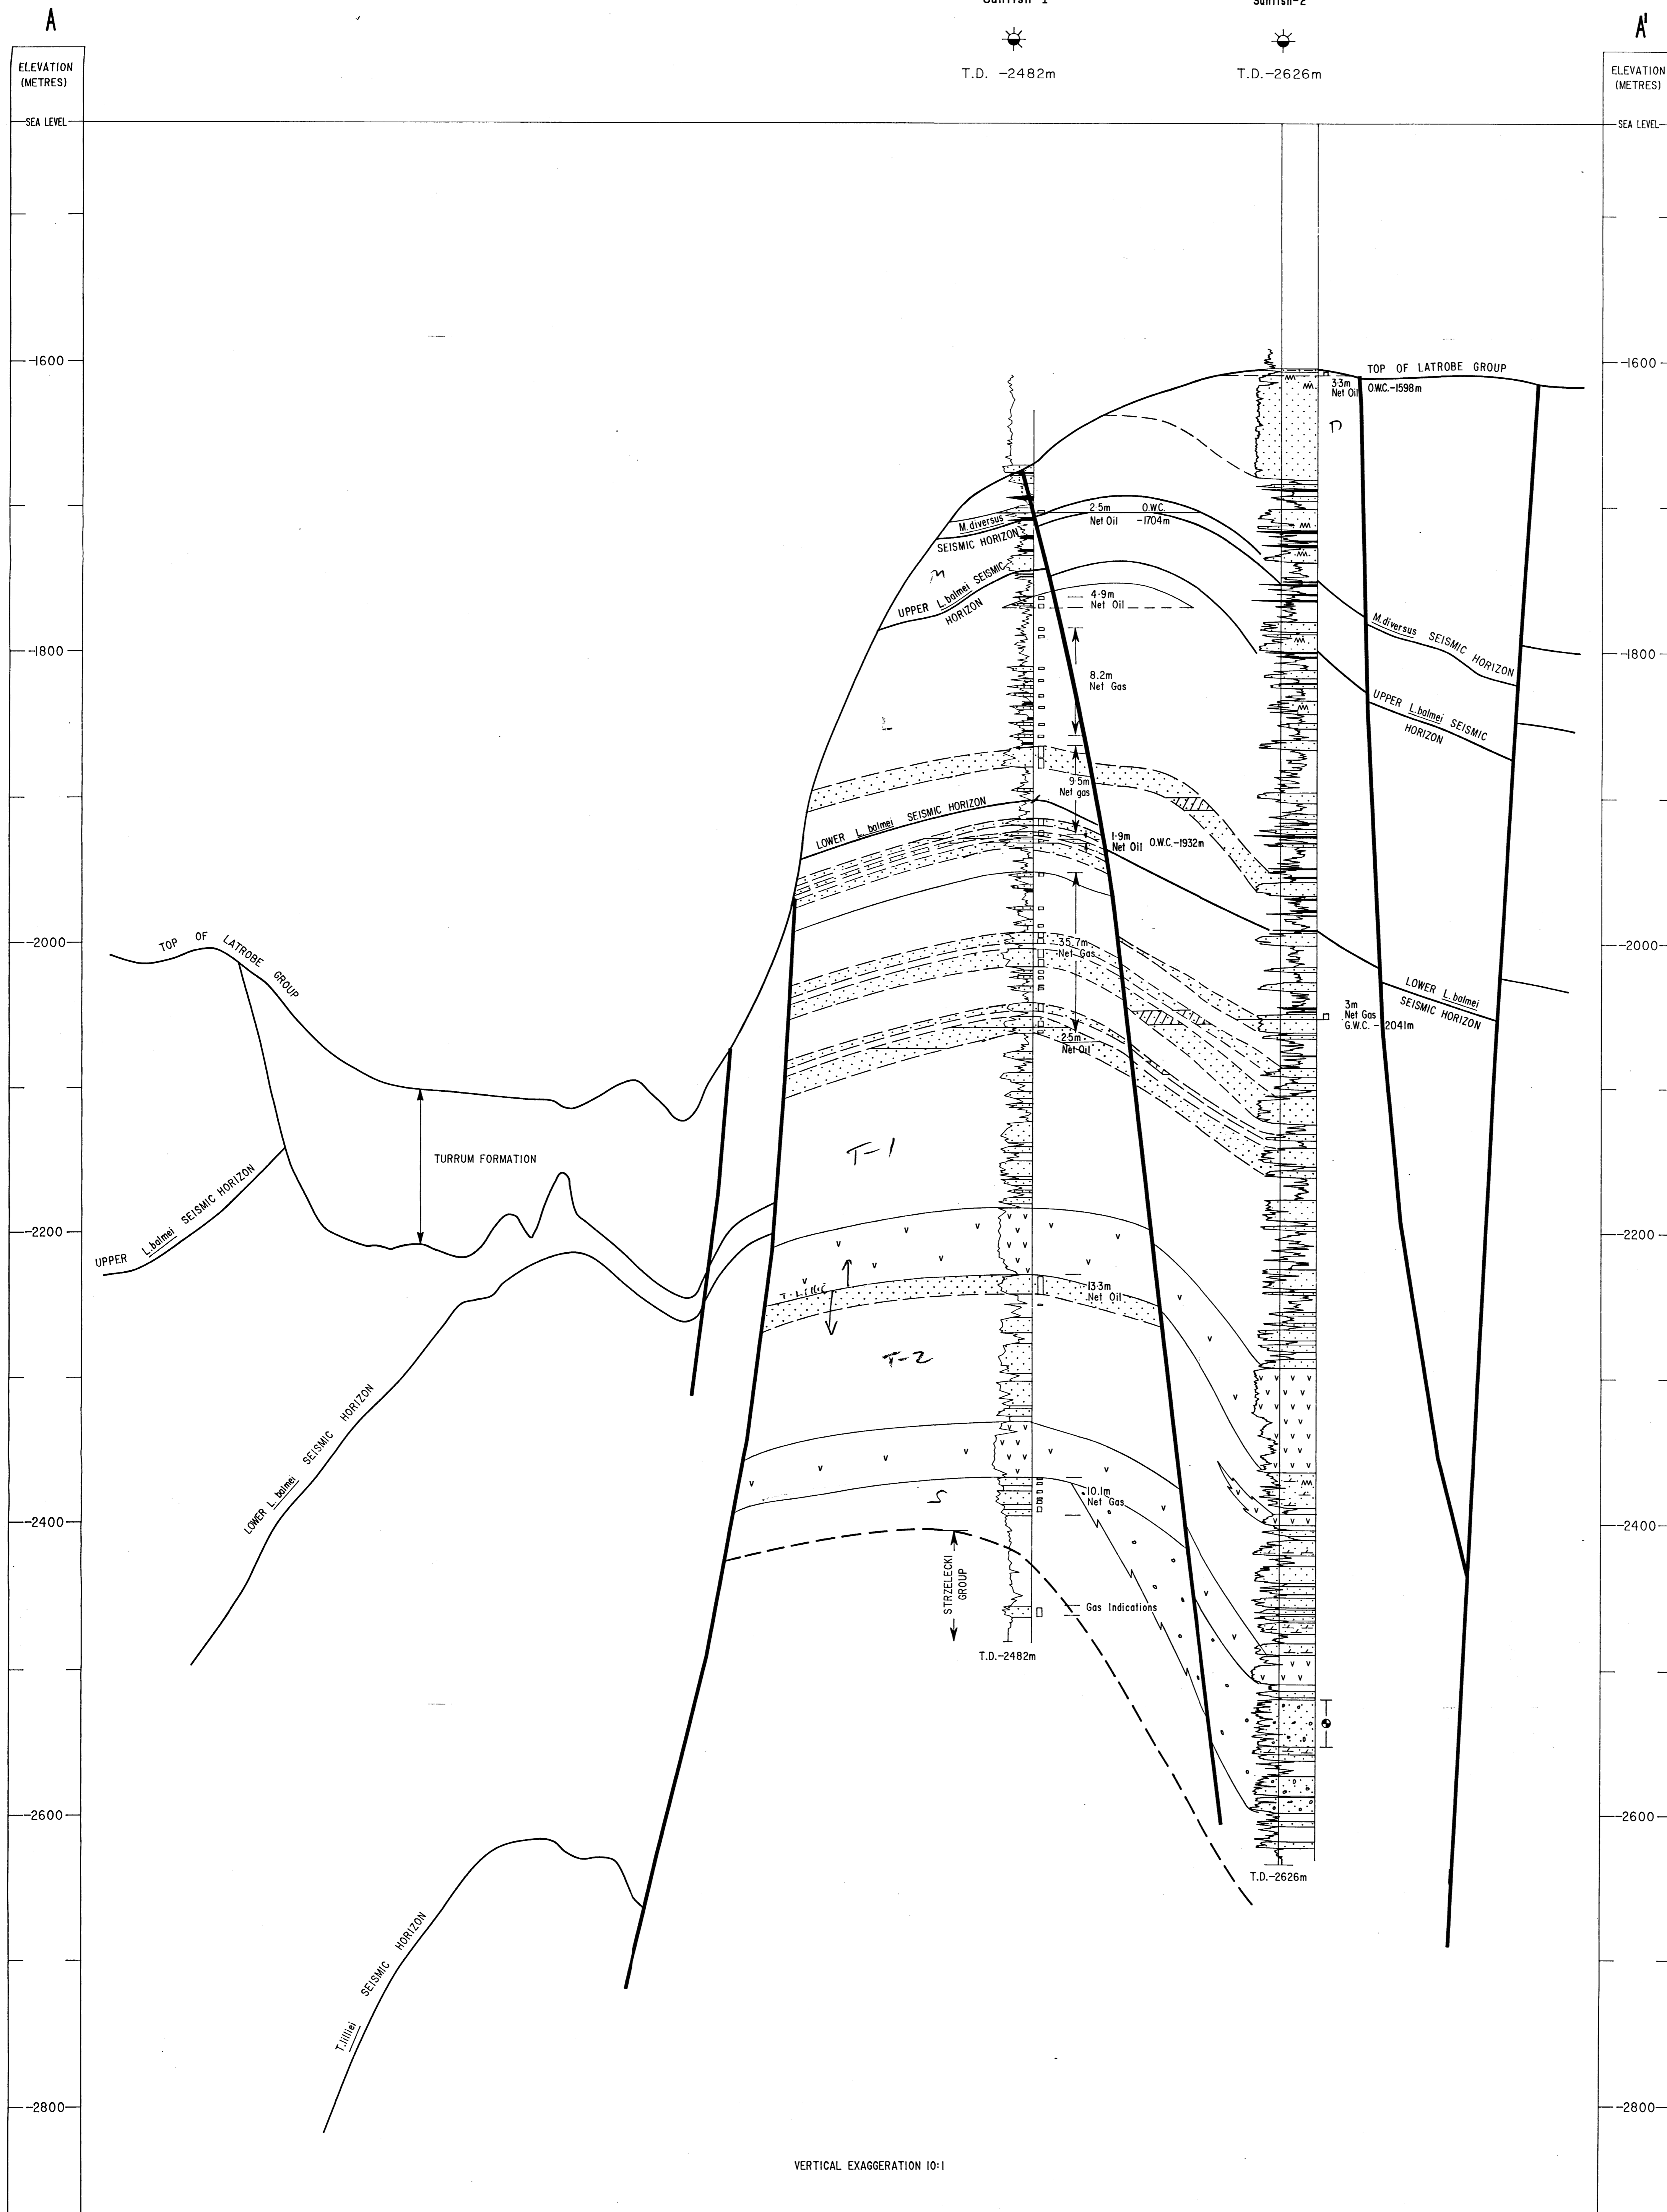 A
Sunfish-1
Sunfish-2
A'
T.D. -2482m
T.D.-2626m
ELEVATION
(METRES)
ELEVATION
(METRES)
SEA LEVEL
SEA LEVEL
-1600
-1600
TOP OF LATROBE GROUP
3·3m
Net Oil
O.W.C.-1598m
M.diversus
SEISMIC HORIZON
2·5m
Net Oil
O.W.C.
-1704m
M
UPPER L.balmei SEISMIC
HORIZON
4·9m
Net Oil
M.diversus SEISMIC HORIZON
-1800
-1800
8.2m
Net Gas
UPPER L.balmei SEISMIC
HORIZON
L
9·5m
Net gas
LOWER L. balmei SEISMIC HORIZON
1·9m
Net Oil
O.W.C.-1932m
-2000
-2000
TOP OF LATROBE GROUP
35.7m
Net Gas
LOWER L.balmei
SEISMIC HORIZON
3m
Net Gas
G.W.C. -2041m
2·5m
Net Oil
T-1
TURRUM FORMATION
-2200
-2200
UPPER L.balmei SEISMIC HORIZON
13·3m
Net Oil
T-2
LOWER L. balmei SEISMIC HORIZON
-2400
-2400
S
10.1m
Net Gas
STRZELECKI
GROUP
Gas Indications
T.D.-2482m
-2600
-2600
T.D.-2626m
T.lilliei SEISMIC HORIZON
-2800
-2800
VERTICAL EXAGGERATION 10:1